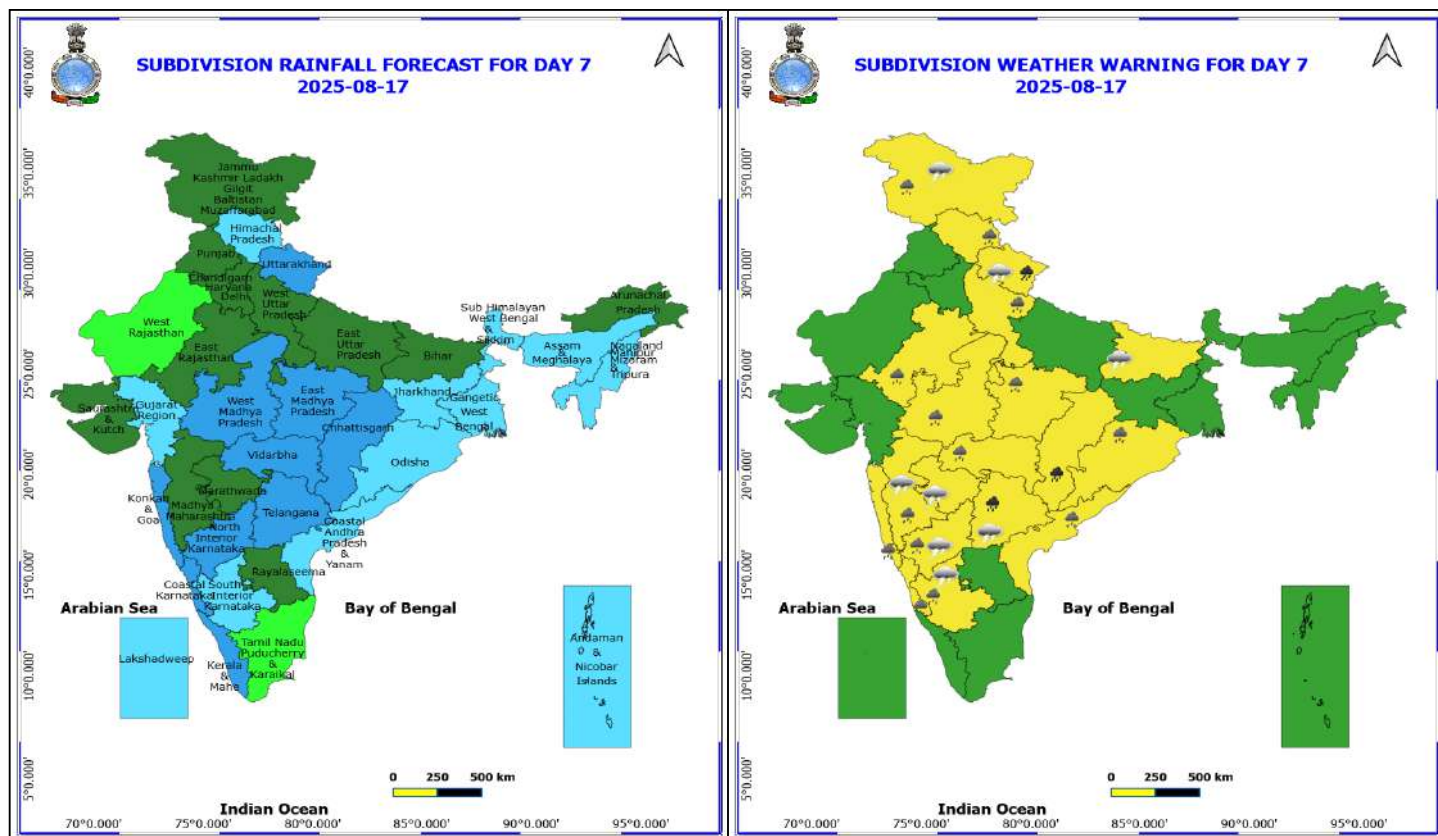 SUBDIVISION RAINFALL FORECAST FOR DAY 7
2025-08-17
40°0.000'
35°0.000'
30°0.000'
25°0.000'
20°0.000'
15°0.000'
10°0.000'
5°0.000'
Jammu
Kashmir Ladakh
Gilgit
Baltistan
Muzaffarabad
Himachal
Pradesh
Punjab
Uttarakhand
Chandigarh
Haryana
Delhi
West
Uttar
Pradesh
West
Rajasthan
East
Rajasthan
East
Uttar
Pradesh
Bihar
Sub Himalayan
West Bengal
&
Sikkim
Arunachal
Pradesh
Assam
&
Meghalaya
Nagaland
Manipur
Mizoram
&
Tripura
Saurashtra
&
Kutch
Gujarat
Region
West
Madhya
Pradesh
East
Madhya
Pradesh
Jharkhand
Gangetic
West
Bengal
Chhattisgarh
Vidarbha
Odisha
Konkan
&
Goa
Marathwada
Madhya
Maharashtra
Telangana
North
Interior
Karnataka
Coastal
Andhra
Pradesh
&
Yanam
Rayalaseema
Coastal
Karnataka
South
Interior
Karnataka
Arabian Sea
Bay of Bengal
Lakshadweep
Kerala
&
Mahe
Tamil Nadu
Puducherry
&
Karaikal
Andaman
&
Nicobar
Islands
0 250 500 km
Indian Ocean
70°0.000' 75°0.000' 80°0.000' 85°0.000' 90°0.000' 95°0.000'
SUBDIVISION WEATHER WARNING FOR DAY 7
2025-08-17
40°0.000'
35°0.000'
30°0.000'
25°0.000'
20°0.000'
15°0.000'
10°0.000'
5°0.000'
Arabian Sea
Bay of Bengal
0 250 500 km
Indian Ocean
70°0.000' 75°0.000' 80°0.000' 85°0.000' 90°0.000' 95°0.000'